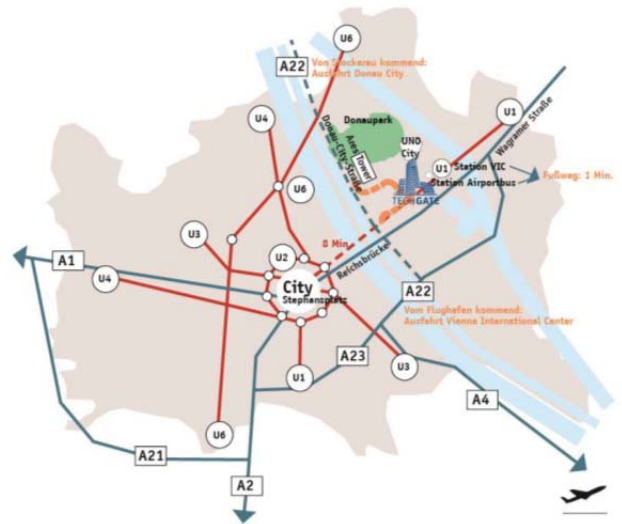 U6
A22
Von Stockerau kommend:
Ausfahrt Donau City
U4
U1
Donaupark
Wagramer Straße
UNO
City
Ares Tower
Donau-City-Straße
U1
Station VIC
Station Airportbus
Fußweg: 1 Min.
TECHGATE
U6
U3
8 Min.
Reichsbrücke
U2
A1
U4
City
Stephansplatz
A22
Vom Flughafen kommend:
Ausfahrt Vienna International Center
A23
U3
U1
A4
U6
A21
A2